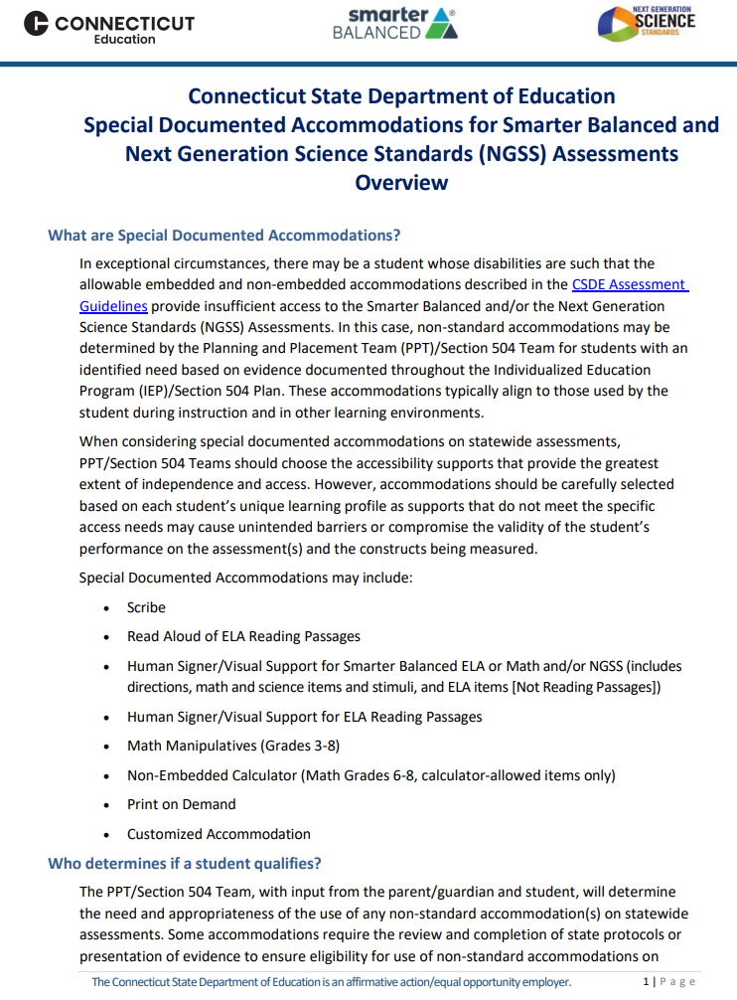 CONNECTICUT
Education
smarter
BALANCED
NEXT GENERATION
SCIENCE
STANDARDS
Connecticut State Department of Education
Special Documented Accommodations for Smarter Balanced and
Next Generation Science Standards (NGSS) Assessments
Overview
What are Special Documented Accommodations?
In exceptional circumstances, there may be a student whose disabilities are such that the
allowable embedded and non-embedded accommodations described in the CSDE Assessment
Guidelines provide insufficient access to the Smarter Balanced and/or the Next Generation
Science Standards (NGSS) Assessments. In this case, non-standard accommodations may be
determined by the Planning and Placement Team (PPT)/Section 504 Team for students with an
identified need based on evidence documented throughout the Individualized Education
Program (IEP)/Section 504 Plan. These accommodations typically align to those used by the
student during instruction and in other learning environments.
When considering special documented accommodations on statewide assessments,
PPT/Section 504 Teams should choose the accessibility supports that provide the greatest
extent of independence and access. However, accommodations should be carefully selected
based on each student’s unique learning profile as supports that do not meet the specific
access needs may cause unintended barriers or compromise the validity of the student’s
performance on the assessment(s) and the constructs being measured.
Special Documented Accommodations may include:
• Scribe
• Read Aloud of ELA Reading Passages
• Human Signer/Visual Support for Smarter Balanced ELA or Math and/or NGSS (includes
directions, math and science items and stimuli, and ELA items [Not Reading Passages])
• Human Signer/Visual Support for ELA Reading Passages
• Math Manipulatives (Grades 3-8)
• Non-Embedded Calculator (Math Grades 6-8, calculator-allowed items only)
• Print on Demand
• Customized Accommodation
Who determines if a student qualifies?
The PPT/Section 504 Team, with input from the parent/guardian and student, will determine
the need and appropriateness of the use of any non-standard accommodation(s) on statewide
assessments. Some accommodations require the review and completion of state protocols or
presentation of evidence to ensure eligibility for use of non-standard accommodations on
The Connecticut State Department of Education is an affirmative action/equal opportunity employer. 1 | Page